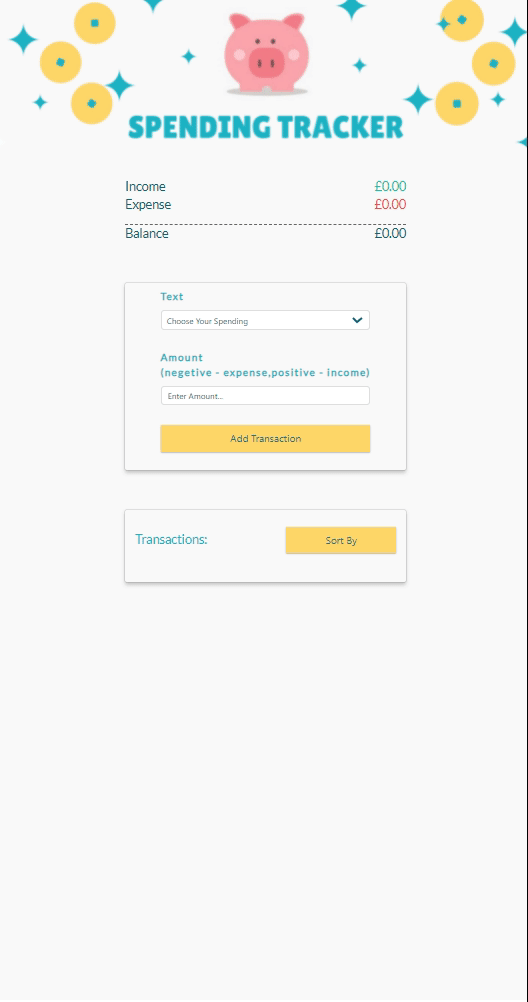 SPENDING TRACKER
Income £0.00
Expense £0.00
Balance £0.00
Text
Choose Your Spending
Amount
(negetive - expense,positive - income)
Enter Amount...
Add Transaction
Transactions: Sort By